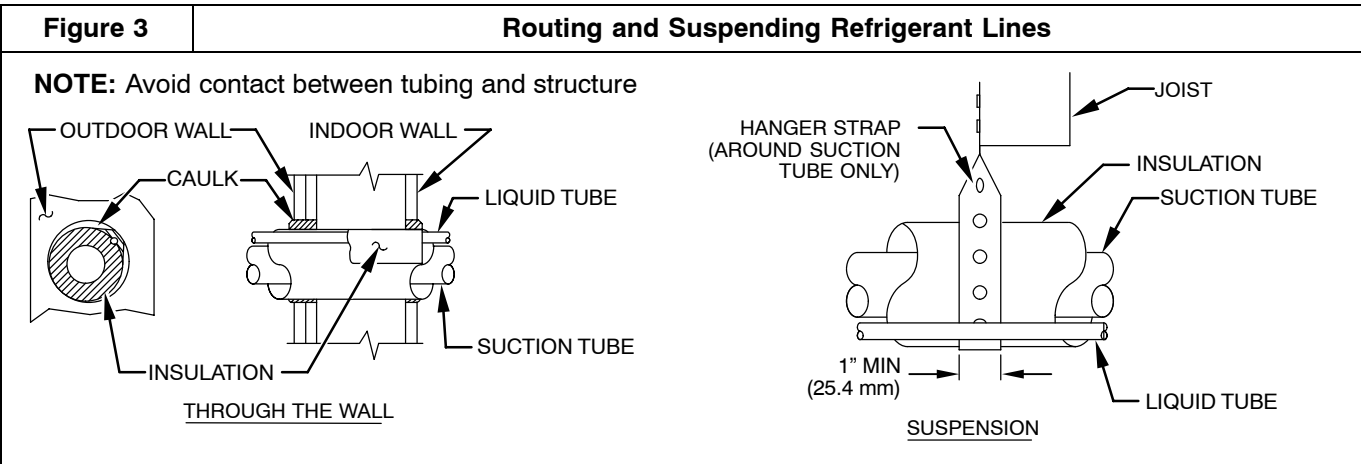 Figure 3
Routing and Suspending Refrigerant Lines
NOTE: Avoid contact between tubing and structure
OUTDOOR WALL
INDOOR WALL
CAULK
LIQUID TUBE
SUCTION TUBE
INSULATION
THROUGH THE WALL
JOIST
HANGER STRAP
(AROUND SUCTION
TUBE ONLY)
INSULATION
SUCTION TUBE
1” MIN
(25.4 mm)
LIQUID TUBE
SUSPENSION